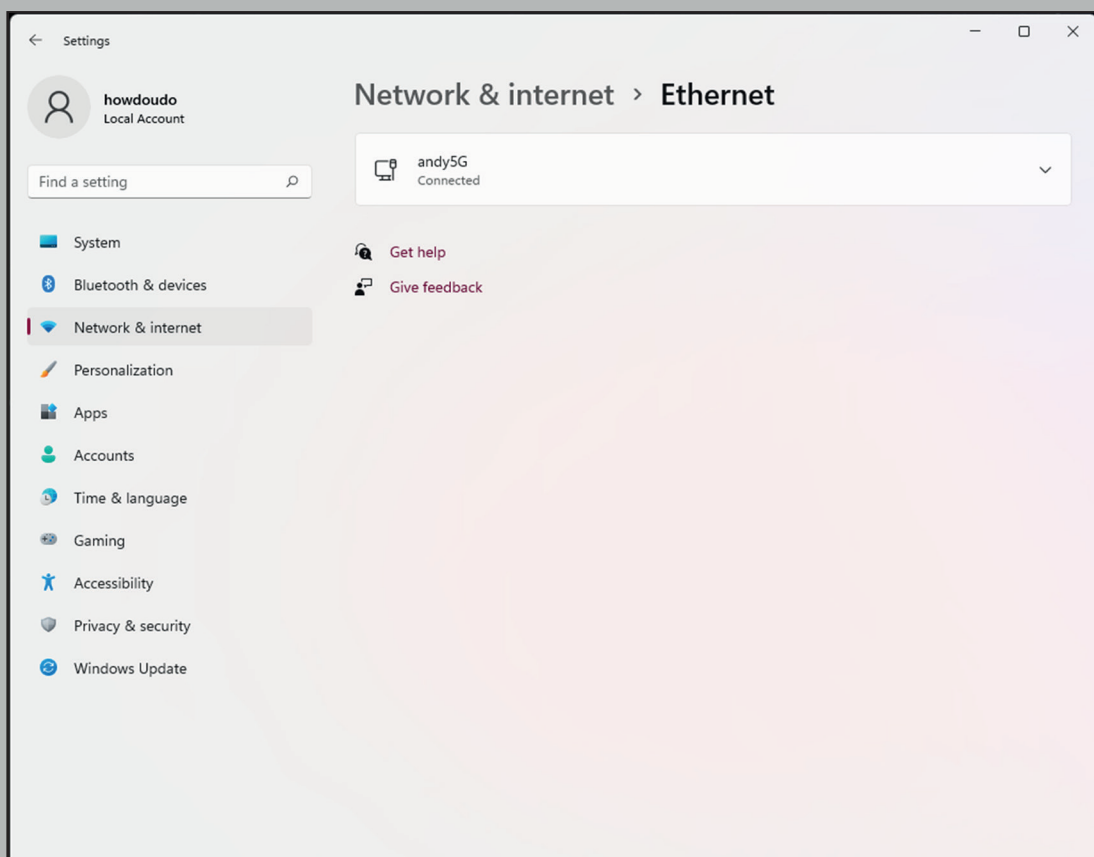 Settings
howdoudo
Local Account
Find a setting
System
Bluetooth & devices
Network & internet
Personalization
Apps
Accounts
Time & language
Gaming
Accessibility
Privacy & security
Windows Update
Network & internet > Ethernet
andy5G
Connected
Get help
Give feedback